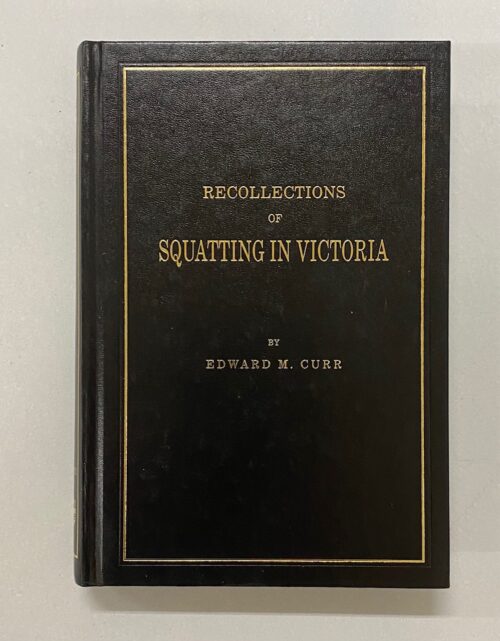 RECOLLECTIONS
OF
SQUATTING IN VICTORIA
BY
EDWARD M. CURR